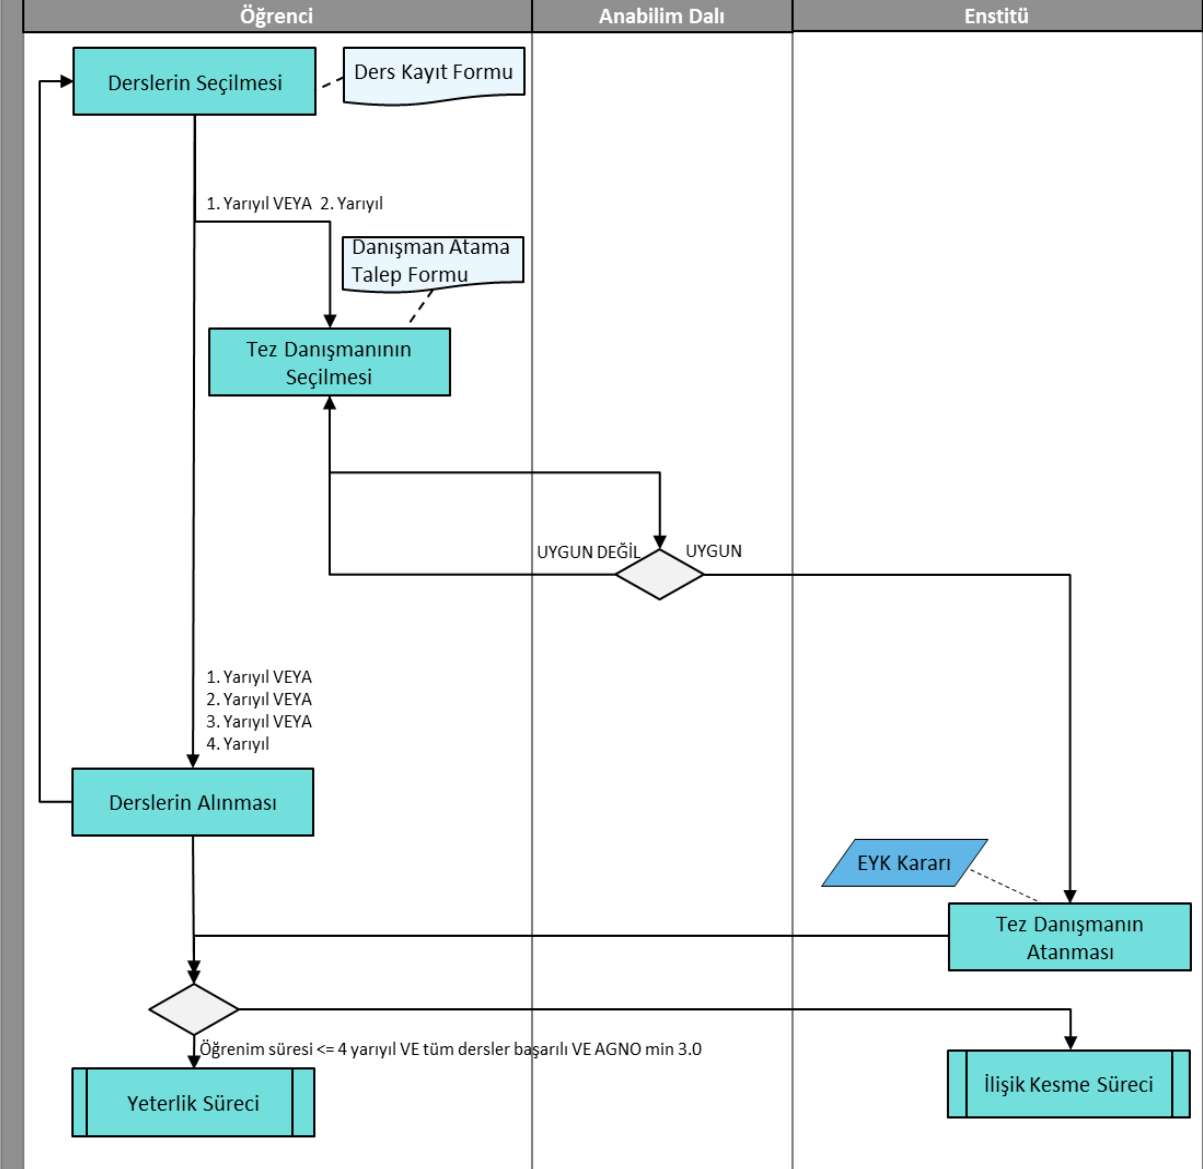 Öğrenci
Anabilim Dalı
Enstitü
Derslerin Seçilmesi
Ders Kayıt Formu
1. Yarıyıl VEYA 2. Yarıyıl
Danışman Atama
Talep Formu
Tez Danışmanının
Seçilmesi
UYGUN DEĞİL
UYGUN
1. Yarıyıl VEYA
2. Yarıyıl VEYA
3. Yarıyıl VEYA
4. Yarıyıl
Derslerin Alınması
EYK Kararı
Tez Danışmanın
Atanması
Öğrenim süresi <= 4 yarıyıl VE tüm dersler başarılı VE AGNO min 3.0
Yeterlik Süreci
İlişik Kesme Süreci